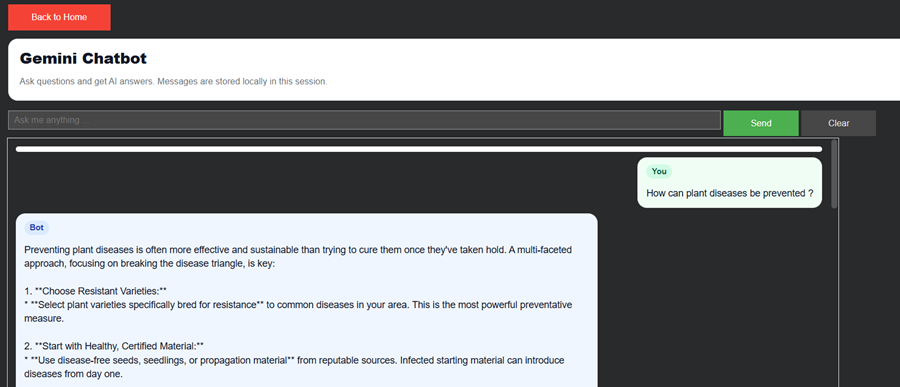 Back to Home
Gemini Chatbot
Ask questions and get AI answers. Messages are stored locally in this session.
Ask me anything...
Send
Clear
You
How can plant diseases be prevented ?
Bot
Preventing plant diseases is often more effective and sustainable than trying to cure them once they've taken hold. A multi-faceted
approach, focusing on breaking the disease triangle, is key:
1. **Choose Resistant Varieties:**
* **Select plant varieties specifically bred for resistance** to common diseases in your area. This is the most powerful preventative
measure.
2. **Start with Healthy, Certified Material:**
* **Use disease-free seeds, seedlings, or propagation material** from reputable sources. Infected starting material can introduce
diseases from day one.